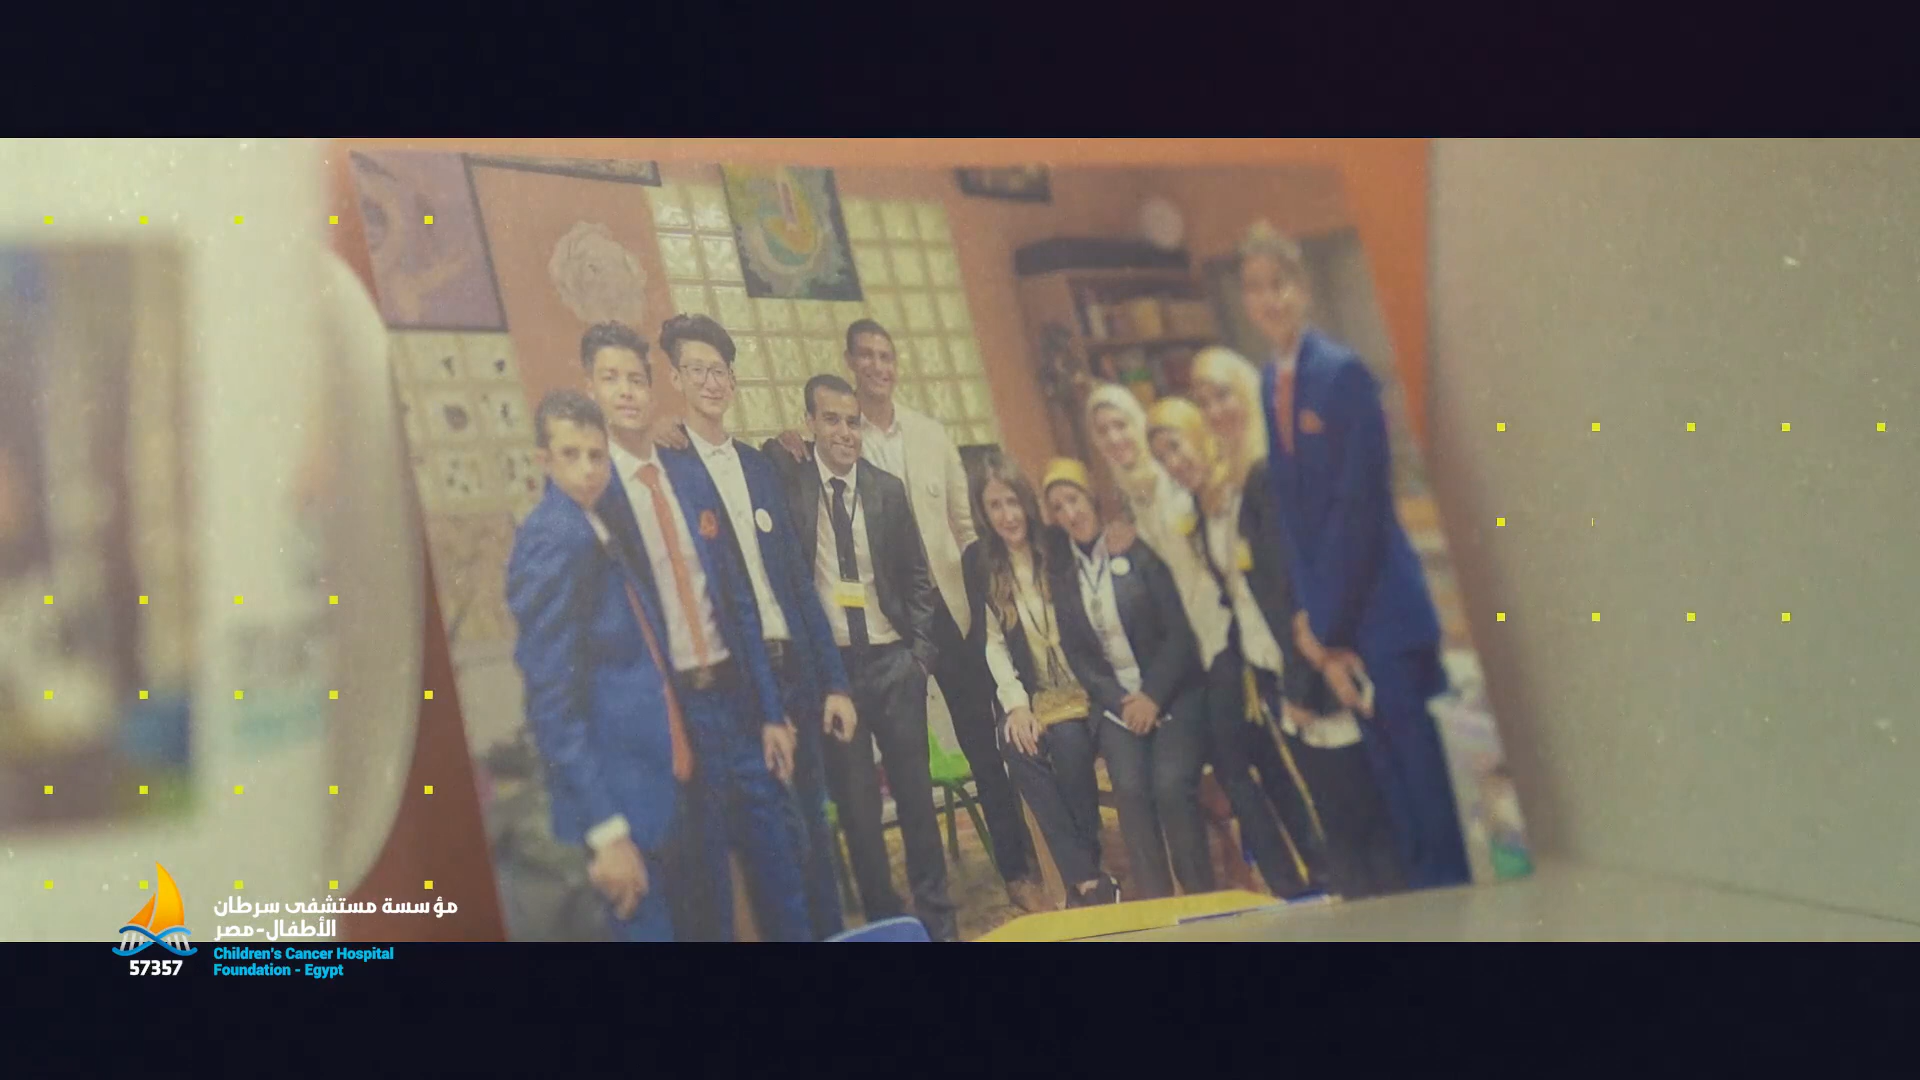 مؤسسة مستشفى سرطان
الأطفال-مصر
Children's Cancer Hospital
Foundation - Egypt
57357